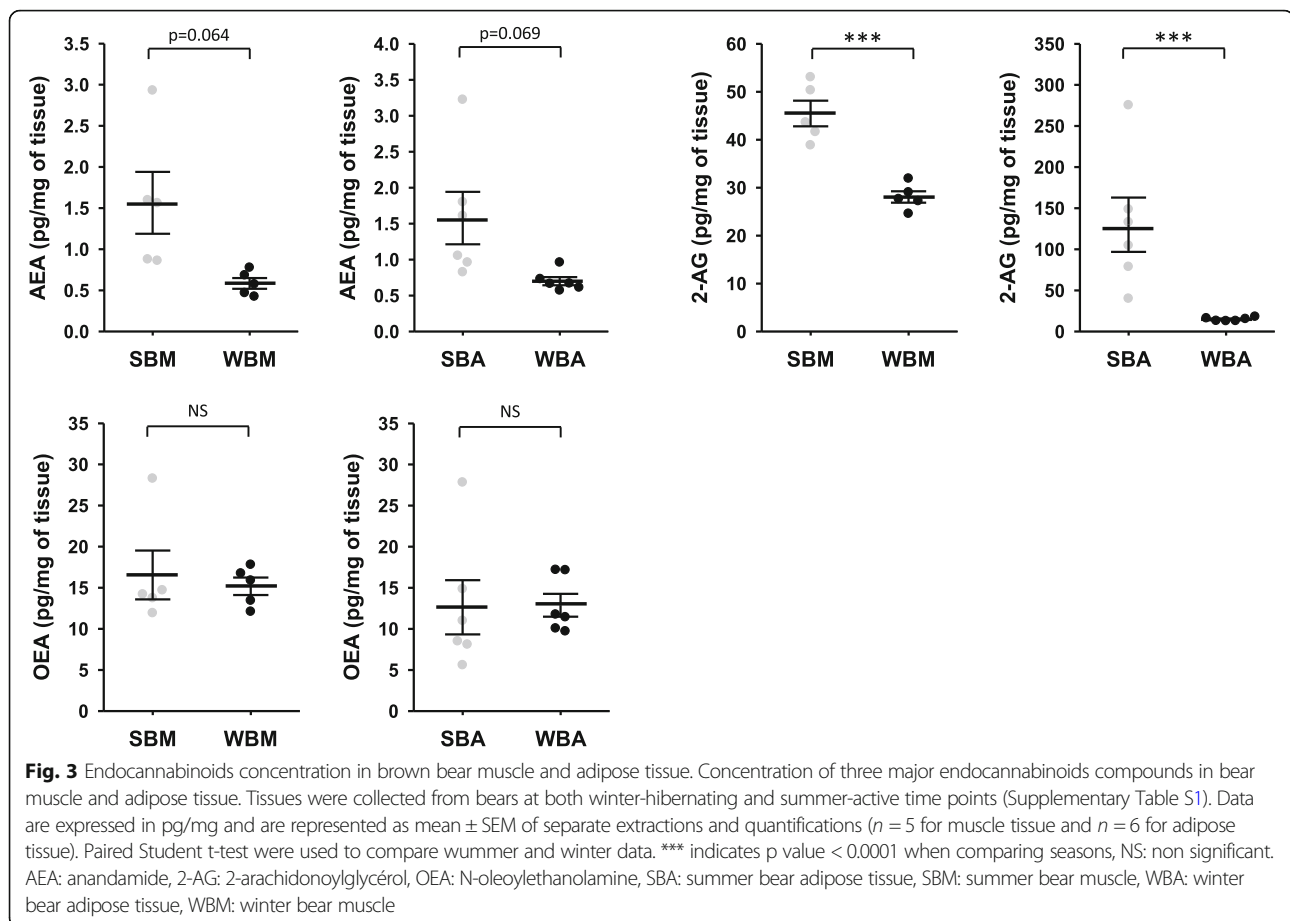 p=0.064
3.5
3.0
2.5
2.0
1.5
1.0
0.5
0.0
AEA (pg/mg of tissue)
SBM WBM
p=0.069
4.0
3.5
3.0
2.5
2.0
1.5
1.0
0.5
0.0
AEA (pg/mg of tissue)
SBA WBA
***
60
50
40
30
20
10
0
2-AG (pg/mg of tissue)
SBM WBM
***
350
300
250
200
150
100
50
0
2-AG (pg/mg of tissue)
SBA WBA
NS
35
30
25
20
15
10
5
0
OEA (pg/mg of tissue)
SBM WBM
NS
35
30
25
20
15
10
5
0
OEA (pg/mg of tissue)
SBA WBA
Fig. 3 Endocannabinoids concentration in brown bear muscle and adipose tissue. Concentration of three major endocannabinoids compounds in bear
muscle and adipose tissue. Tissues were collected from bears at both winter-hibernating and summer-active time points (Supplementary Table S1). Data
are expressed in pg/mg and are represented as mean ± SEM of separate extractions and quantifications (n = 5 for muscle tissue and n = 6 for adipose
tissue). Paired Student t-test were used to compare wummer and winter data. *** indicates p value < 0.0001 when comparing seasons, NS: non significant.
AEA: anandamide, 2-AG: 2-arachidonoylglycérol, OEA: N-oleoylethanolamine, SBA: summer bear adipose tissue, SBM: summer bear muscle, WBA: winter
bear adipose tissue, WBM: winter bear muscle